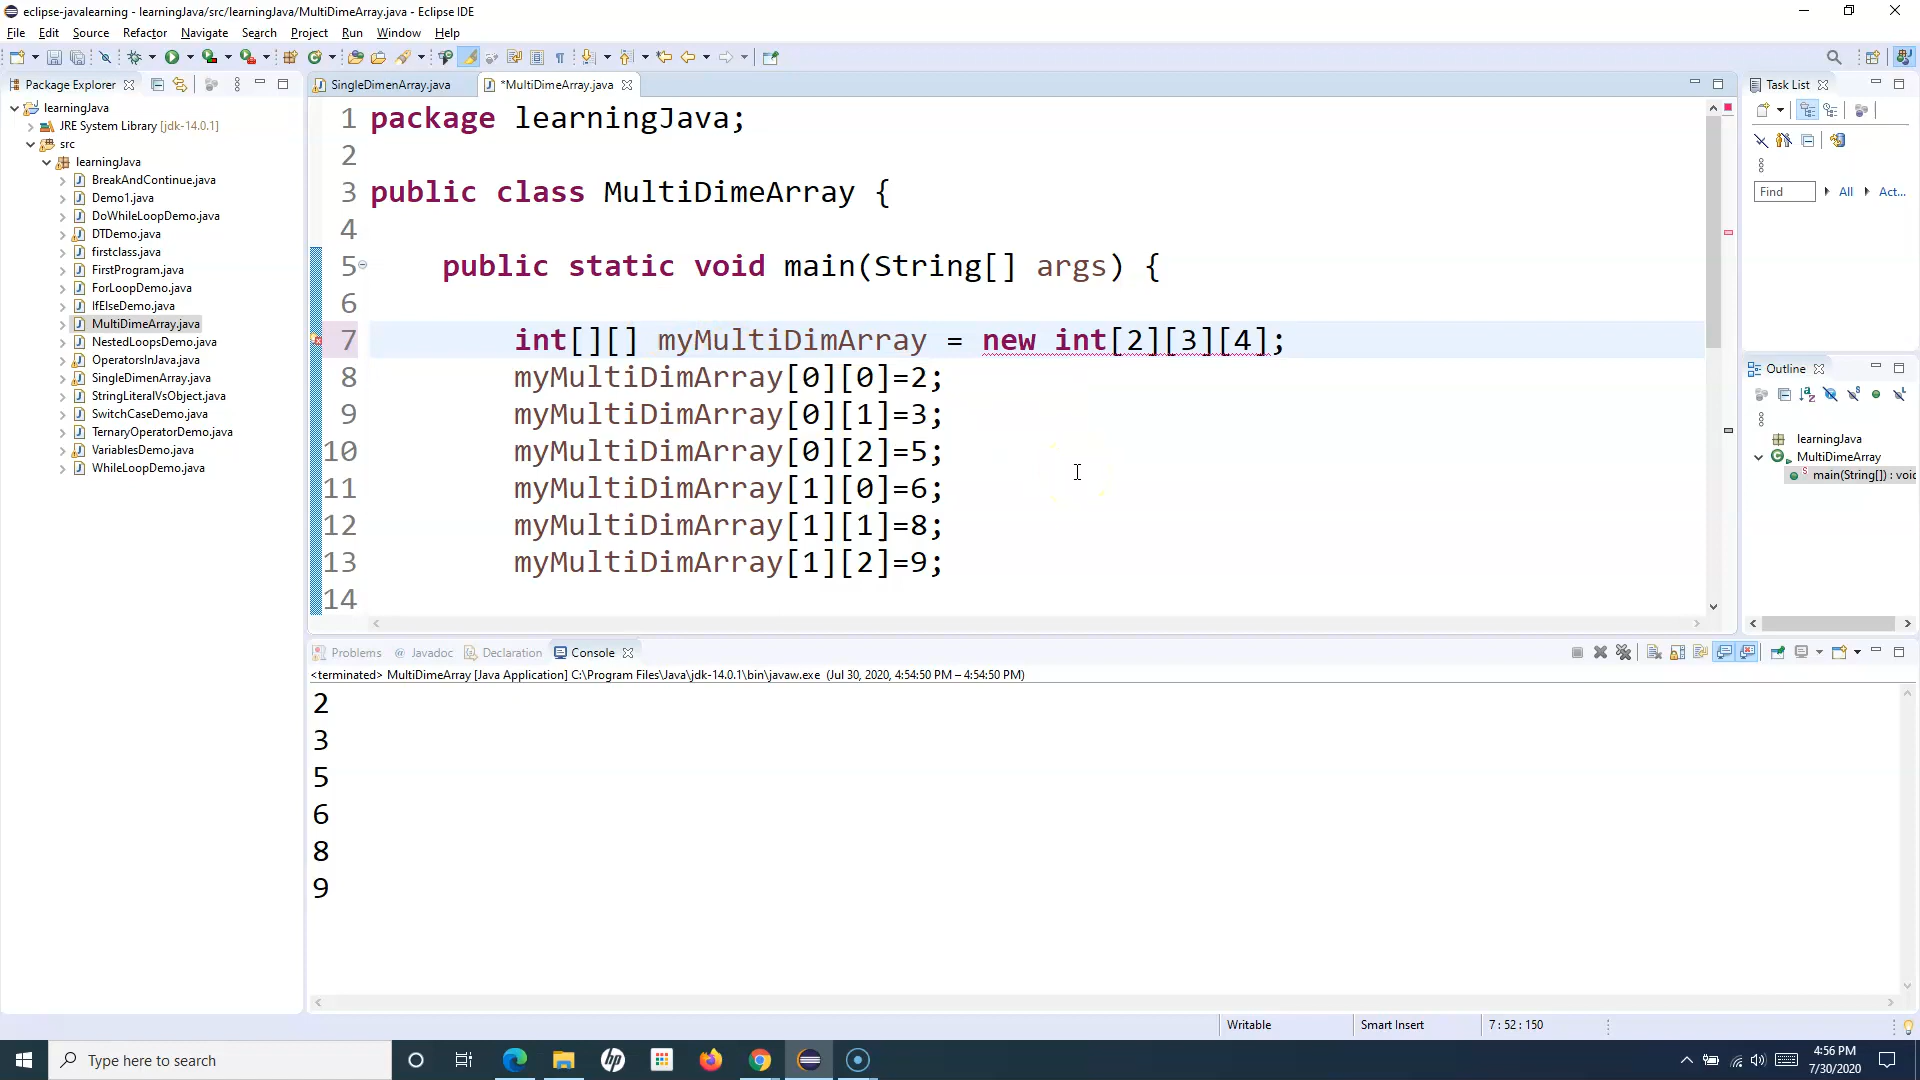 eclipse-javalearning - learningJava/src/learningJava/MultiDimeArray.java - Eclipse IDE
File Edit Source Refactor Navigate Search Project Run Window Help
Package Explorer
learningJava
JRE System Library [jdk-14.0.1]
src
learningJava
BreakAndContinue.java
Demo1.java
DoWhileLoopDemo.java
DTDemo.java
firstclass.java
FirstProgram.java
ForLoopDemo.java
IfElseDemo.java
MultiDimeArray.java
NestedLoopsDemo.java
OperatorsInJava.java
SingleDimenArray.java
StringLiteralVsObject.java
SwitchCaseDemo.java
TernaryOperatorDemo.java
VariablesDemo.java
WhileLoopDemo.java
SingleDimenArray.java *MultiDimeArray.java
1 package learningJava;
2
3 public class MultiDimeArray {
4
5 public static void main(String[] args) {
6
7 int[][] myMultiDimArray = new int[2][3][4];
8 myMultiDimArray[0][0]=2;
9 myMultiDimArray[0][1]=3;
10 myMultiDimArray[0][2]=5;
11 myMultiDimArray[1][0]=6;
12 myMultiDimArray[1][1]=8;
13 myMultiDimArray[1][2]=9;
14
Task List
Find All Act...
Outline
learningJava
MultiDimeArray
main(String[]) : voic
Problems @ Javadoc Declaration Console
<terminated> MultiDimeArray [Java Application] C:\Program Files\Java\jdk-14.0.1\bin\javaw.exe (Jul 30, 2020, 4:54:50 PM – 4:54:50 PM)
2
3
5
6
8
9
Writable Smart Insert 7 : 52 : 150
Type here to search
4:56 PM
7/30/2020